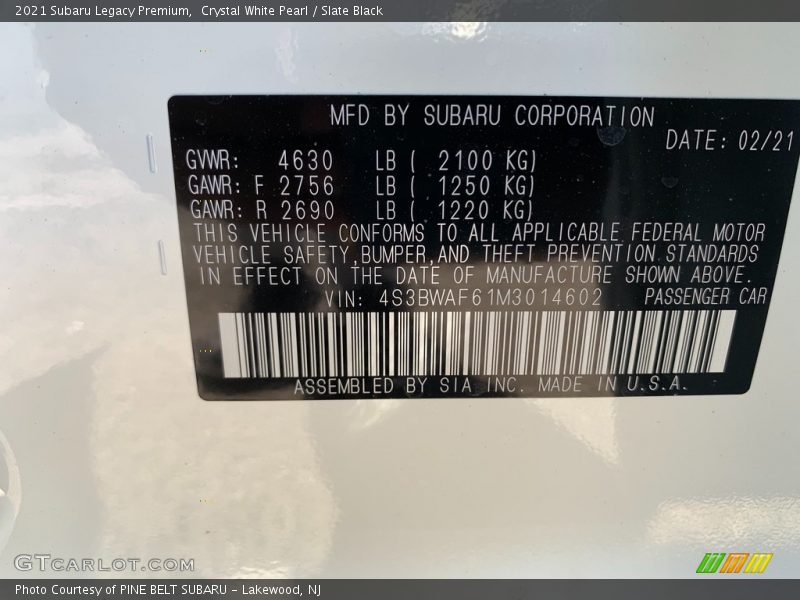 2021 Subaru Legacy Premium,  Crystal White Pearl / Slate Black
MFD BY SUBARU CORPORATION
DATE: 02/21
GVWR: 4630 LB ( 2100 KG)
GAWR: F 2756 LB ( 1250 KG)
GAWR: R 2690 LB ( 1220 KG)
THIS VEHICLE CONFORMS TO ALL APPLICABLE FEDERAL MOTOR
VEHICLE SAFETY,BUMPER,AND THEFT PREVENTION STANDARDS
IN EFFECT ON THE DATE OF MANUFACTURE SHOWN ABOVE.
VIN: 4S3BWAF61M3014602 PASSENGER CAR
ASSEMBLED BY SIA INC. MADE IN U.S.A.
GTCARLOT.COM
Photo Courtesy of PINE BELT SUBARU - Lakewood, NJ